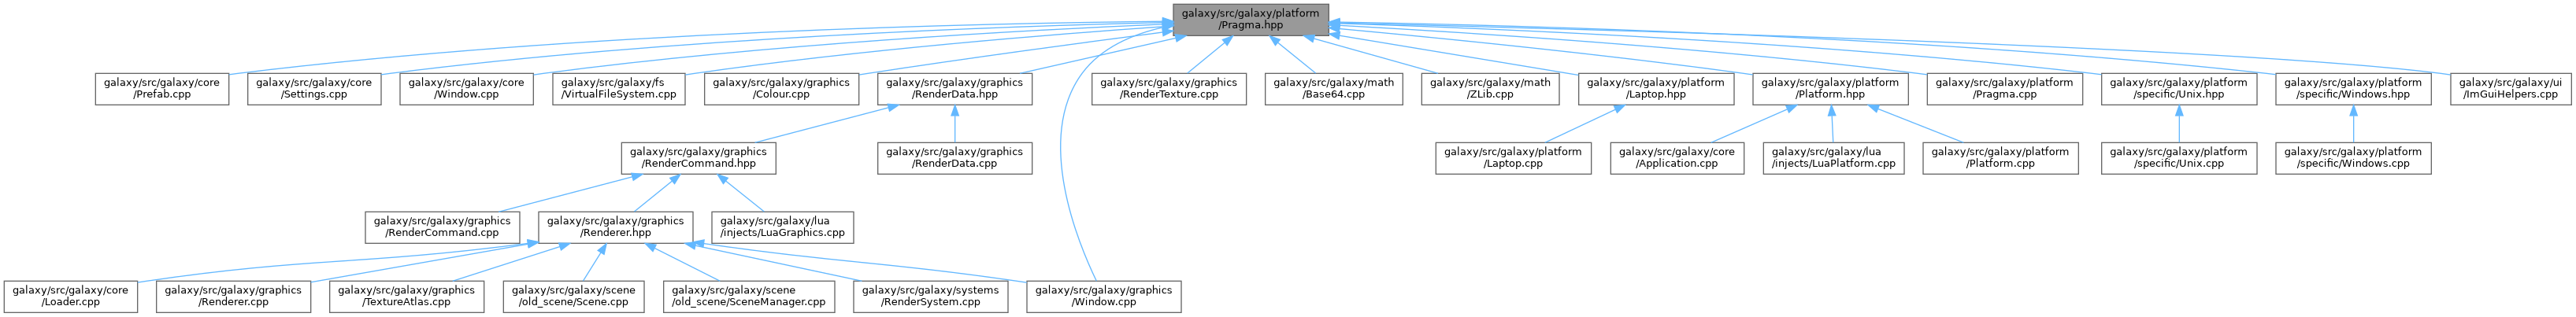 galaxy/src/galaxy/platform
/Pragma.hpp
galaxy/src/galaxy/core
/Prefab.cpp
galaxy/src/galaxy/core
/Settings.cpp
galaxy/src/galaxy/core
/Window.cpp
galaxy/src/galaxy/fs
/VirtualFileSystem.cpp
galaxy/src/galaxy/graphics
/Colour.cpp
galaxy/src/galaxy/graphics
/RenderData.hpp
galaxy/src/galaxy/graphics
/RenderTexture.cpp
galaxy/src/galaxy/math
/Base64.cpp
galaxy/src/galaxy/math
/ZLib.cpp
galaxy/src/galaxy/platform
/Laptop.hpp
galaxy/src/galaxy/platform
/Platform.hpp
galaxy/src/galaxy/platform
/Pragma.cpp
galaxy/src/galaxy/platform
/specific/Unix.hpp
galaxy/src/galaxy/platform
/specific/Windows.hpp
galaxy/src/galaxy/ui
/ImGuiHelpers.cpp
galaxy/src/galaxy/graphics
/RenderCommand.hpp
galaxy/src/galaxy/graphics
/RenderData.cpp
galaxy/src/galaxy/platform
/Laptop.cpp
galaxy/src/galaxy/core
/Application.cpp
galaxy/src/galaxy/lua
/injects/LuaPlatform.cpp
galaxy/src/galaxy/platform
/Platform.cpp
galaxy/src/galaxy/platform
/specific/Unix.cpp
galaxy/src/galaxy/platform
/specific/Windows.cpp
galaxy/src/galaxy/graphics
/RenderCommand.cpp
galaxy/src/galaxy/graphics
/Renderer.hpp
galaxy/src/galaxy/lua
/injects/LuaGraphics.cpp
galaxy/src/galaxy/core
/Loader.cpp
galaxy/src/galaxy/graphics
/Renderer.cpp
galaxy/src/galaxy/graphics
/TextureAtlas.cpp
galaxy/src/galaxy/scene
/old_scene/Scene.cpp
galaxy/src/galaxy/scene
/old_scene/SceneManager.cpp
galaxy/src/galaxy/systems
/RenderSystem.cpp
galaxy/src/galaxy/graphics
/Window.cpp